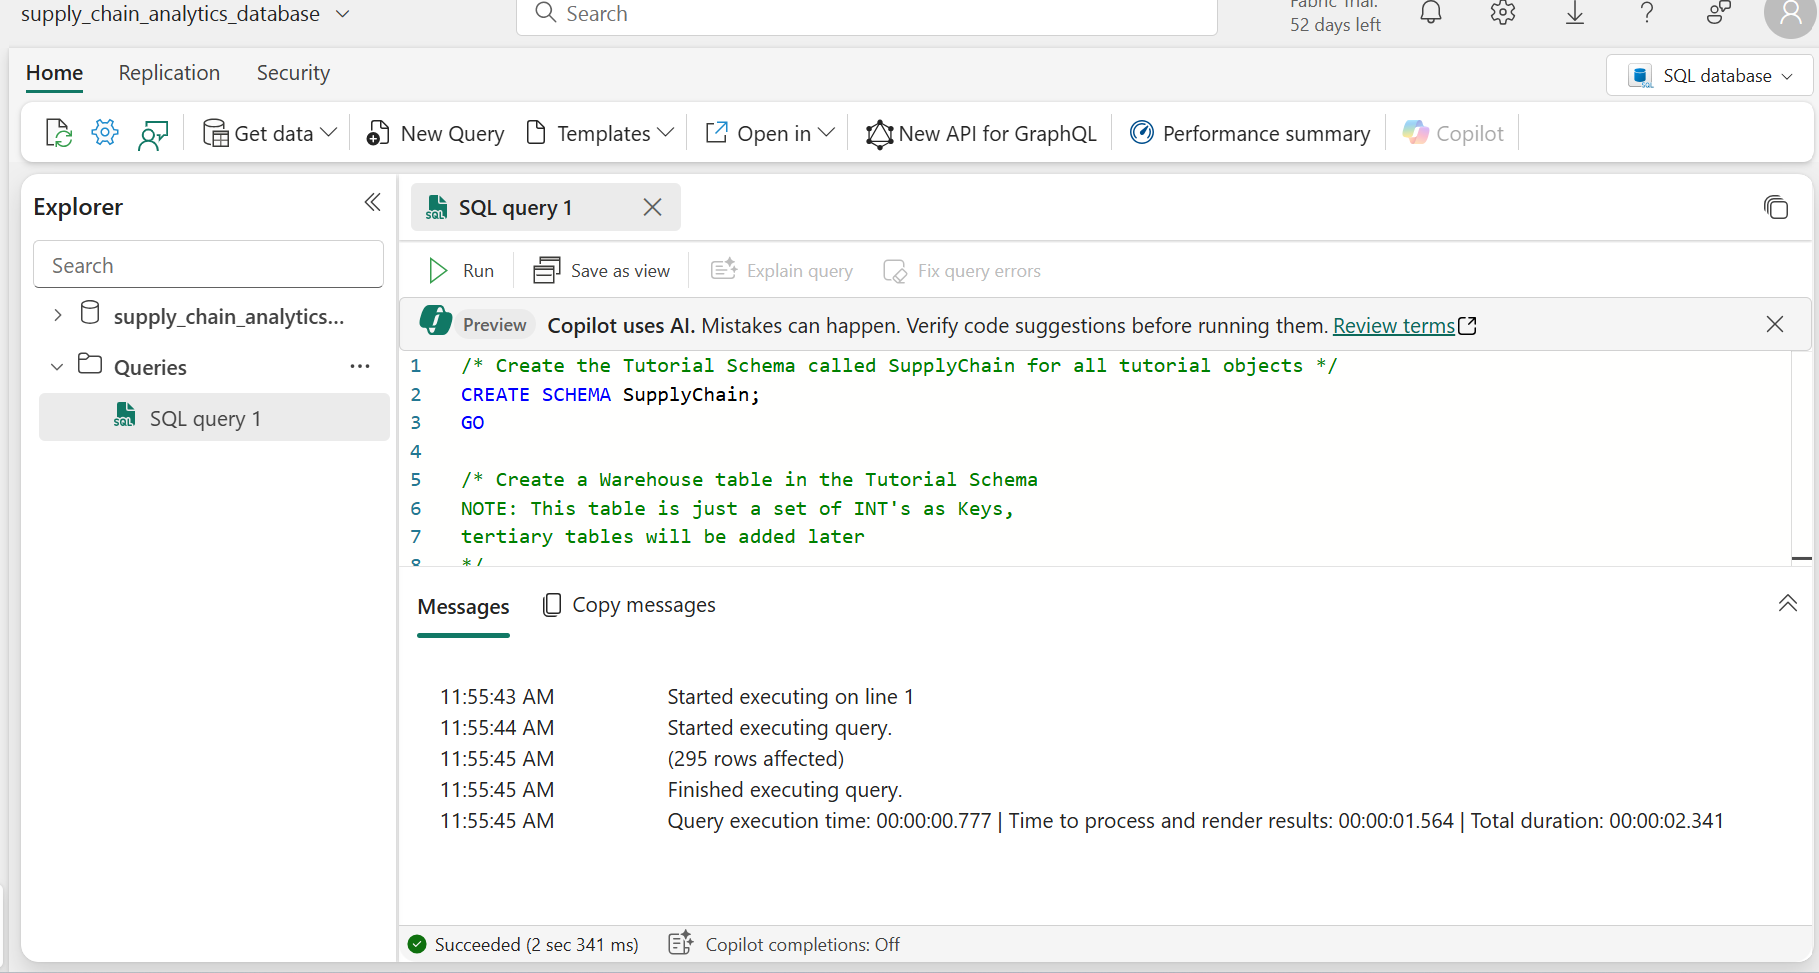 supply_chain_analytics_database
Search
Fabric Trial:
52 days left
Home
Replication
Security
SQL database
Get data
New Query
Templates
Open in
New API for GraphQL
Performance summary
Copilot
Explorer
Search
supply_chain_analytics...
Queries
SQL query 1
SQL query 1
Run
Save as view
Explain query
Fix query errors
Preview
Copilot uses AI. Mistakes can happen. Verify code suggestions before running them. Review terms
1 /* Create the Tutorial Schema called SupplyChain for all tutorial objects */
2 CREATE SCHEMA SupplyChain;
3 GO
4
5 /* Create a Warehouse table in the Tutorial Schema
6 NOTE: This table is just a set of INT's as Keys,
7 tertiary tables will be added later
8 */
Messages
Copy messages
11:55:43 AM Started executing on line 1
11:55:44 AM Started executing query.
11:55:45 AM (295 rows affected)
11:55:45 AM Finished executing query.
11:55:45 AM Query execution time: 00:00:00.777 | Time to process and render results: 00:00:01.564 | Total duration: 00:00:02.341
Succeeded (2 sec 341 ms)
Copilot completions: Off